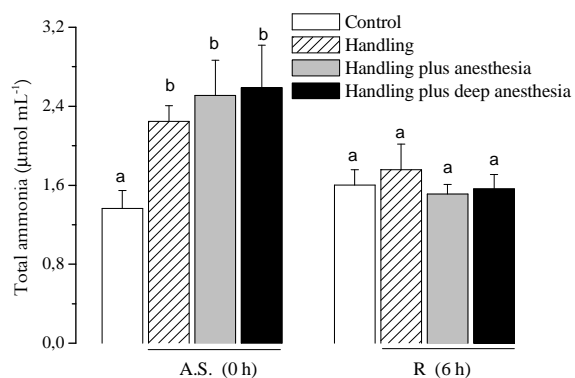 Control
Handling
Handling plus anesthesia
Handling plus deep anesthesia
Total ammonia (μmol mL⁻¹)
3,2
2,4
1,6
0,8
0,0
a b b b a a a a
A.S. (0 h) R (6 h)